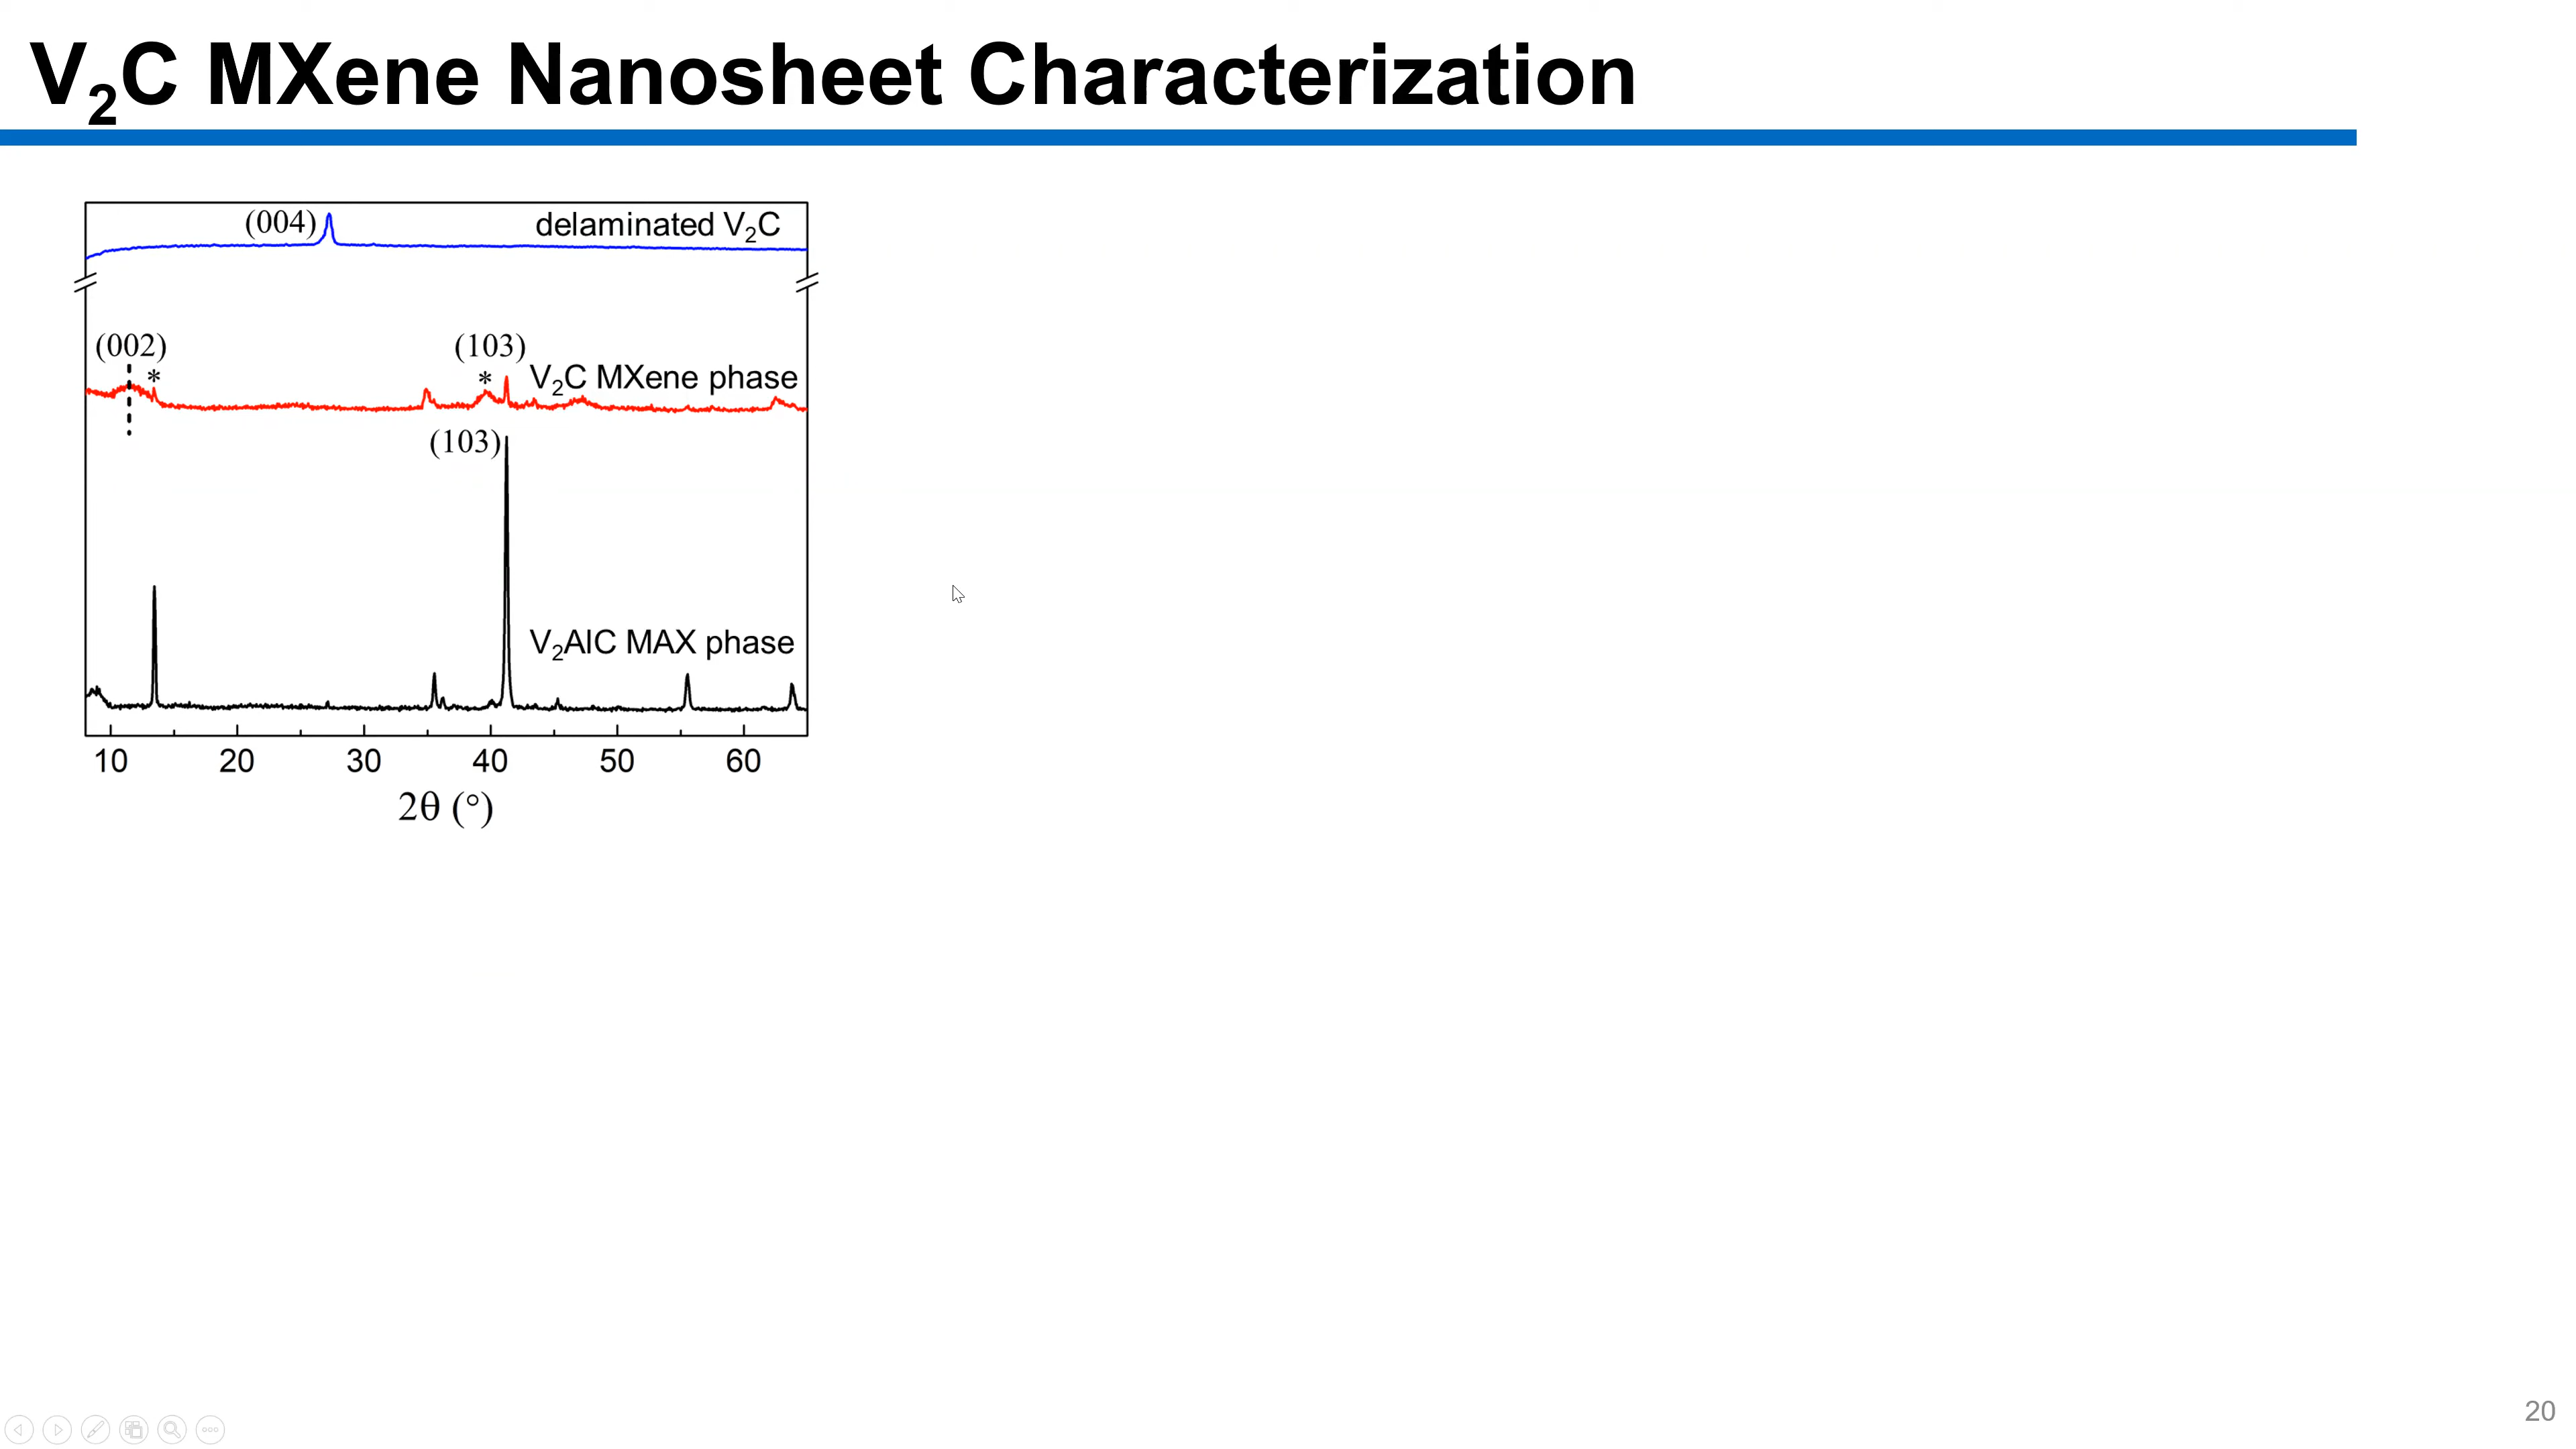 V₂C MXene Nanosheet Characterization
(004)
delaminated V₂C
(002)
(103)
*
*
V₂C MXene phase
(103)
V₂AlC MAX phase
10 20 30 40 50 60
2θ (°)
20